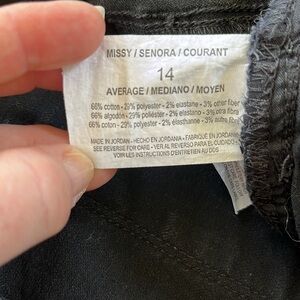 MISSY / SENORA / COURANT
14
AVERAGE / MEDIANO / MOYEN
66% cotton - 29% polyester - 2% elastane - 3% other fiber
66% algodón - 29% poliéster - 2% elastano - 3% otra fibra
66% coton - 29% polyester - 2% élasthanne - 3% autre fibre
MADE IN JORDAN - HECHO EN JORDANIA - FABRIQUÉ EN JORDANIE
SEE REVERSE FOR CARE - VER AL REVERSO PARA EL CUIDADO
VOIR LES INSTRUCTIONS D'ENTRETIEN AU DOS